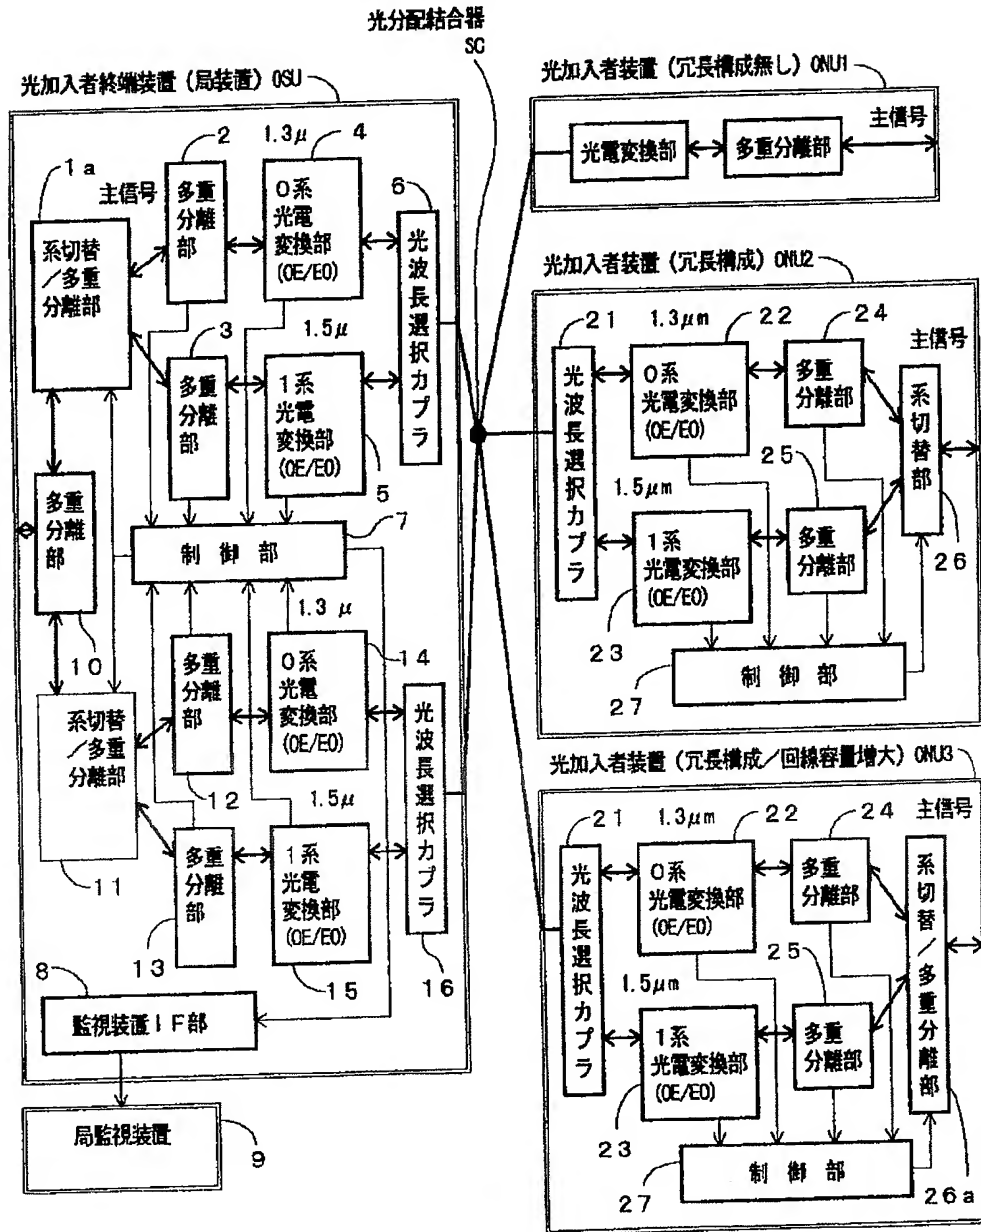 光分配結合器
SC
光加入者終端装置(局装置)OSU
1a
2
1.3μ
4
主信号
多重分離部
0系
光電
変換部
(OE/EO)
6
系切替
/多重
分離部
光波長選択カプラ
3
1.5μ
多重分離部
1系
光電
変換部
(OE/EO)
5
多重分離部
7
制御部
10
1.3μ
14
系切替
/多重
分離部
多重分離部
0系
光電
変換部
(OE/EO)
光波長選択カプラ
12
1.5μ
11
多重分離部
1系
光電
変換部
(OE/EO)
13
15
16
8
監視装置IF部
局監視装置
9
光加入者装置(冗長構成無し)ONU1
主信号
光電変換部
多重分離部
光加入者装置(冗長構成)ONU2
21
1.3μm
22
24
主信号
光波長選択カプラ
0系
光電変換部
(OE/EO)
多重
分離部
系切替部
25
1.5μm
1系
光電変換部
(OE/EO)
多重
分離部
26
23
27
制御部
光加入者装置(冗長構成/回線容量増大)ONU3
21
1.3μm
22
24
主信号
光波長選択カプラ
0系
光電変換部
(OE/EO)
多重
分離部
系切替/多重分離部
25
1.5μm
1系
光電変換部
(OE/EO)
多重
分離部
23
27
制御部
26a